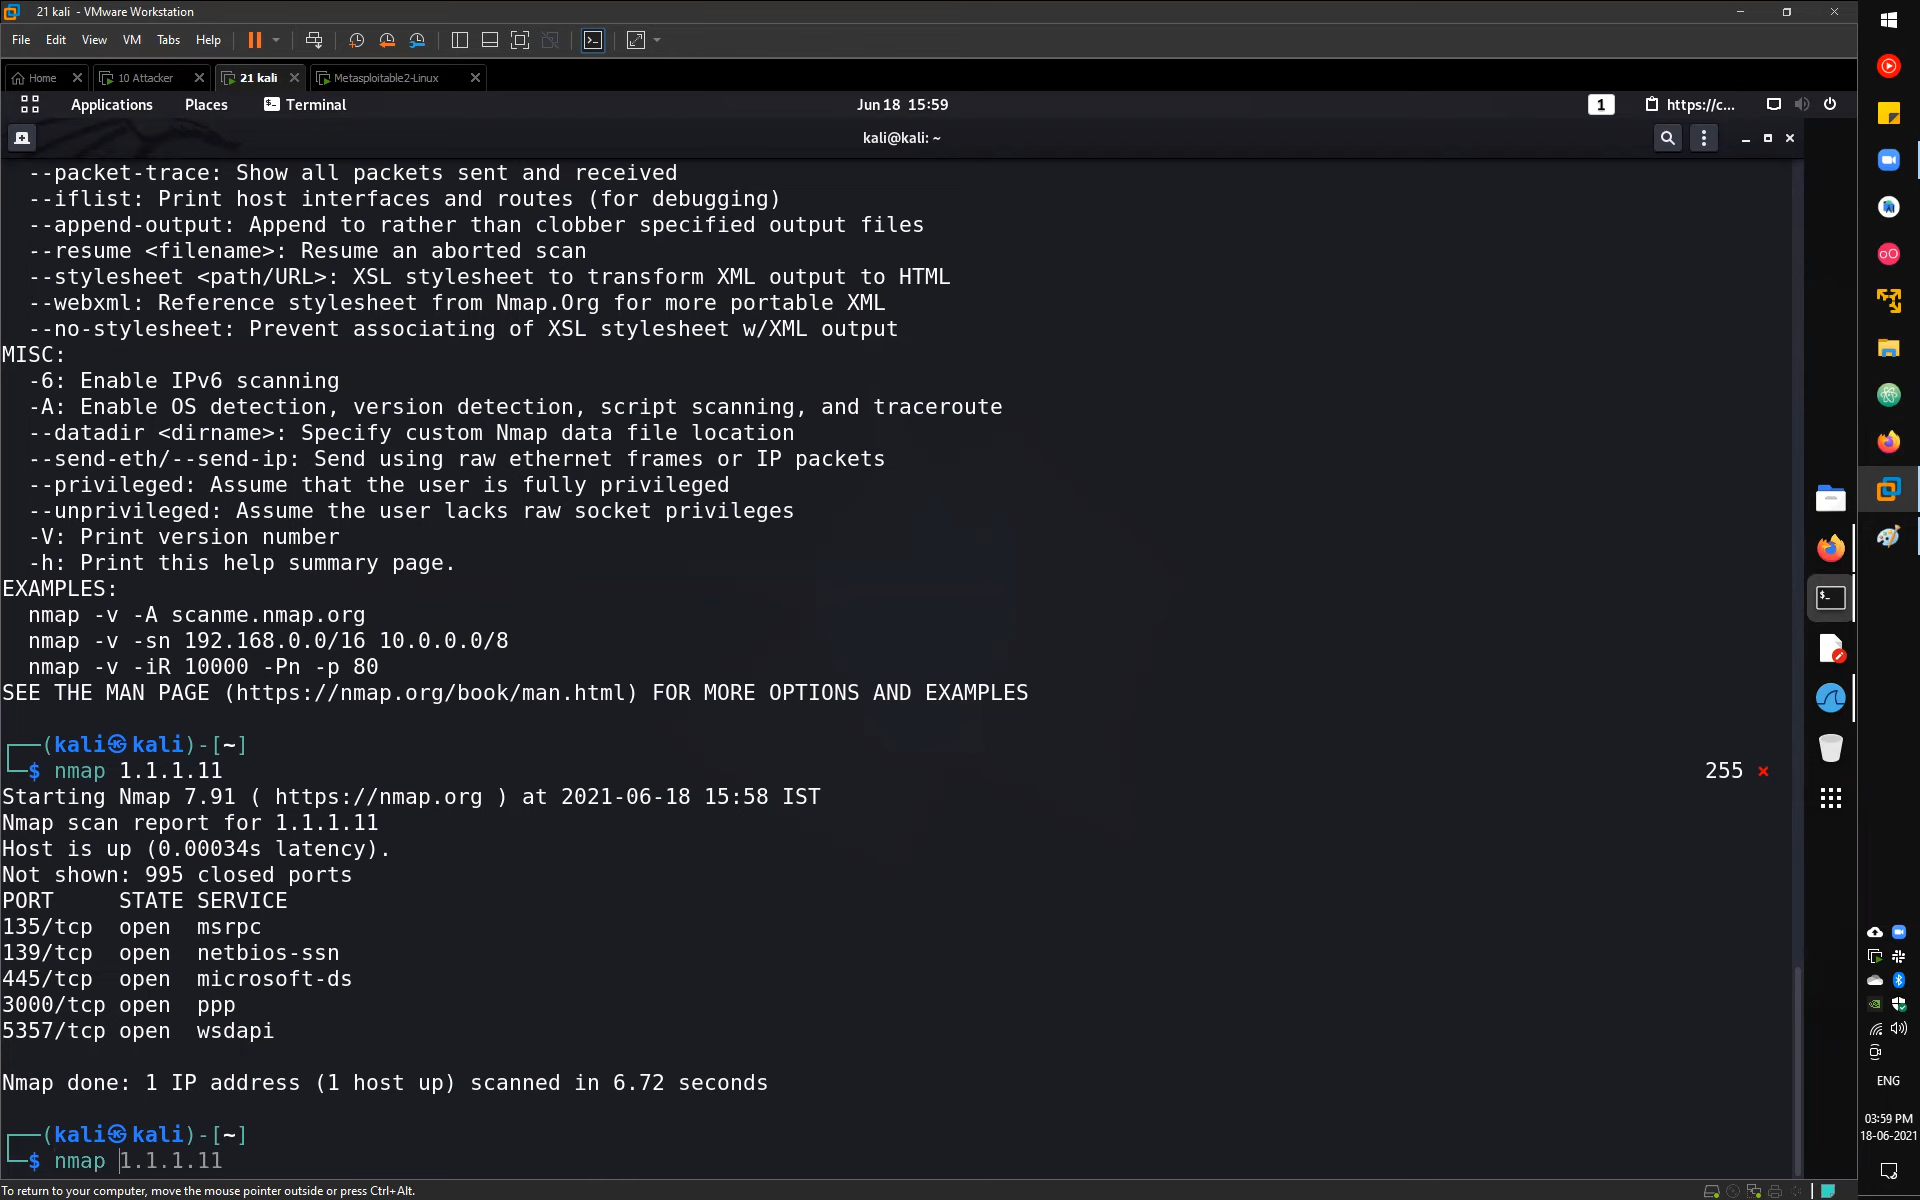 21 kali - VMware Workstation
File Edit View VM Tabs Help
Home 10 Attacker 21 kali Metasploitable2-Linux
Applications Places Terminal Jun 18 15:59 1 https://c...
kali@kali: ~
--packet-trace: Show all packets sent and received
--iflist: Print host interfaces and routes (for debugging)
--append-output: Append to rather than clobber specified output files
--resume <filename>: Resume an aborted scan
--stylesheet <path/URL>: XSL stylesheet to transform XML output to HTML
--webxml: Reference stylesheet from Nmap.Org for more portable XML
--no-stylesheet: Prevent associating of XSL stylesheet w/XML output
MISC:
-6: Enable IPv6 scanning
-A: Enable OS detection, version detection, script scanning, and traceroute
--datadir <dirname>: Specify custom Nmap data file location
--send-eth/--send-ip: Send using raw ethernet frames or IP packets
--privileged: Assume that the user is fully privileged
--unprivileged: Assume the user lacks raw socket privileges
-V: Print version number
-h: Print this help summary page.
EXAMPLES:
nmap -v -A scanme.nmap.org
nmap -v -sn 192.168.0.0/16 10.0.0.0/8
nmap -v -iR 10000 -Pn -p 80
SEE THE MAN PAGE (https://nmap.org/book/man.html) FOR MORE OPTIONS AND EXAMPLES
┌──(kali㉿kali)-[~]
└─$ nmap 1.1.1.11 255 ⨯
Starting Nmap 7.91 ( https://nmap.org ) at 2021-06-18 15:58 IST
Nmap scan report for 1.1.1.11
Host is up (0.00034s latency).
Not shown: 995 closed ports
PORT STATE SERVICE
135/tcp open msrpc
139/tcp open netbios-ssn
445/tcp open microsoft-ds
3000/tcp open ppp
5357/tcp open wsdapi
Nmap done: 1 IP address (1 host up) scanned in 6.72 seconds
┌──(kali㉿kali)-[~]
└─$ nmap 1.1.1.11
To return to your computer, move the mouse pointer outside or press Ctrl+Alt.
ENG
03:59 PM
18-06-2021